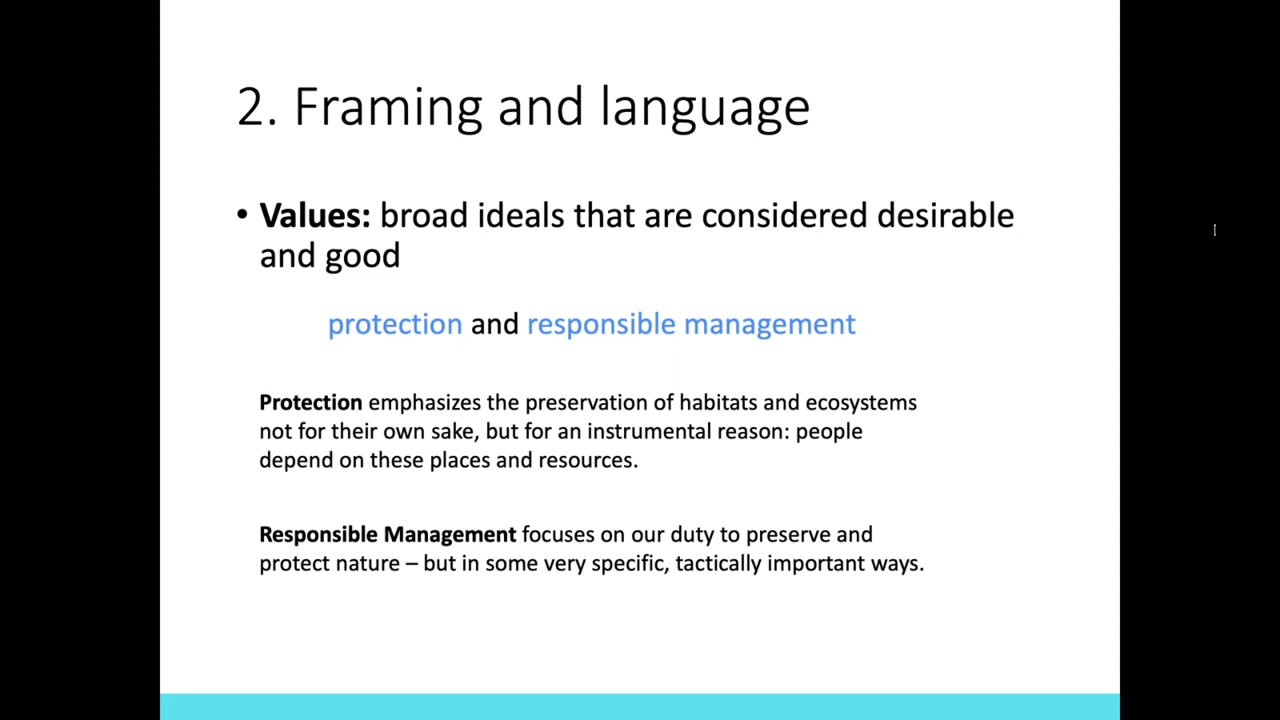 2. Framing and language
• Values: broad ideals that are considered desirable
and good
protection and responsible management
Protection emphasizes the preservation of habitats and ecosystems
not for their own sake, but for an instrumental reason: people
depend on these places and resources.
Responsible Management focuses on our duty to preserve and
protect nature – but in some very specific, tactically important ways.